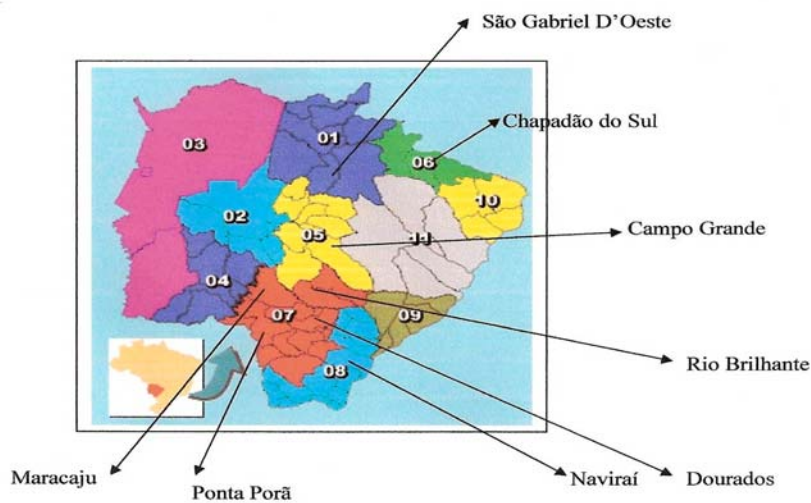 São Gabriel D’Oeste
Chapadão do Sul
03
01
06
10
02
05
11
Campo Grande
04
07
09
08
Rio Brilhante
Maracaju
Ponta Porã
Naviraí
Dourados